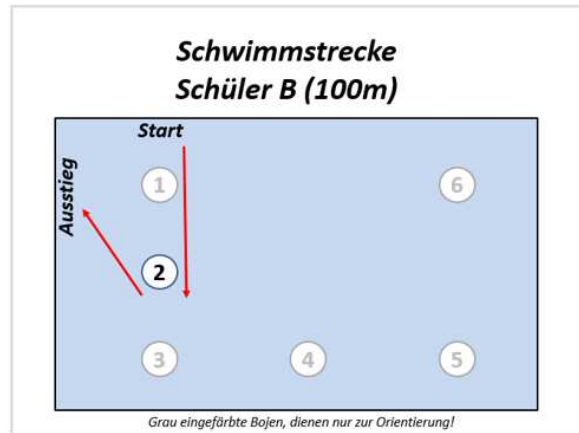 Schwimmstrecke
Schüler B (100m)
Start
Ausstieg
1
6
2
3
4
5
Grau eingefärbte Bojen, dienen nur zur Orientierung!